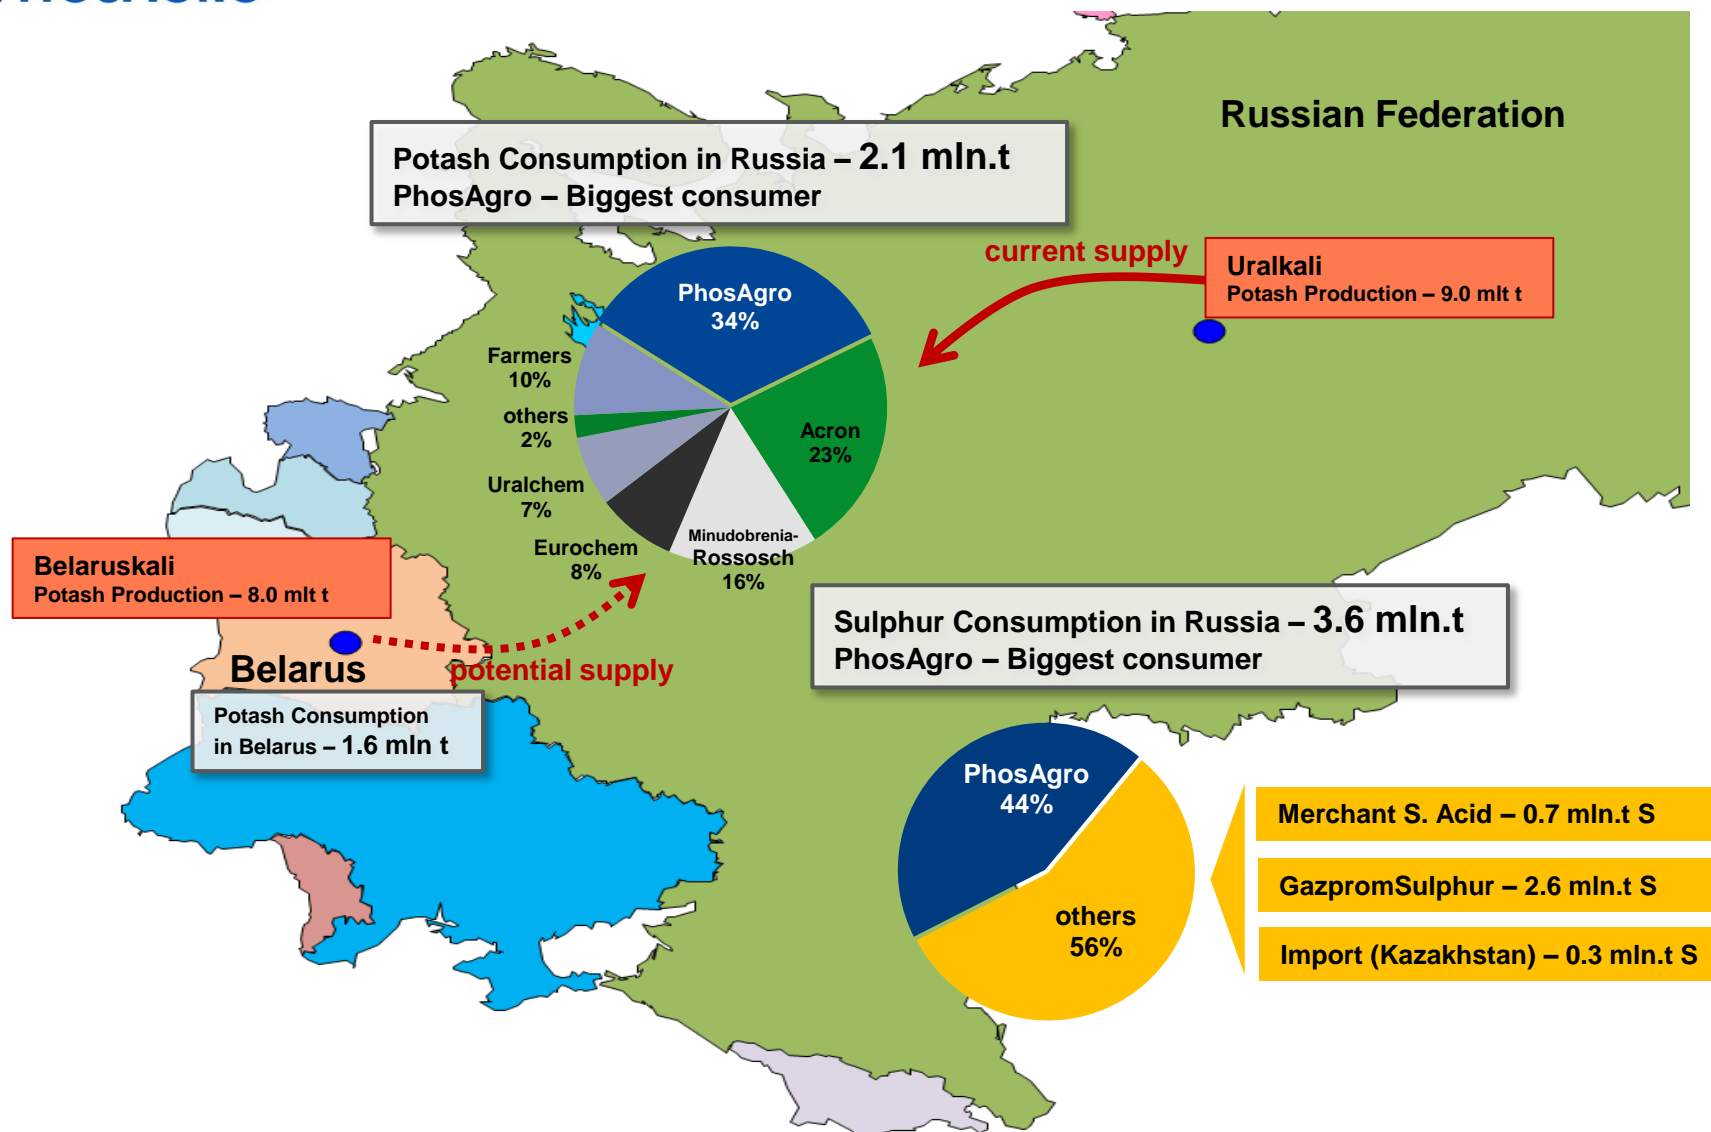 Russian Federation
Potash Consumption in Russia – 2.1 mln.t
PhosAgro – Biggest consumer
current supply
Uralkali
Potash Production – 9.0 mlt t
PhosAgro
34%
Farmers
10%
others
2%
Acron
23%
Uralchem
7%
Minudobrenia-
Rossosch
16%
Eurochem
8%
Belaruskali
Potash Production – 8.0 mlt t
Belarus
potential supply
Potash Consumption
in Belarus – 1.6 mln t
Sulphur Consumption in Russia – 3.6 mln.t
PhosAgro – Biggest consumer
PhosAgro
44%
others
56%
Merchant S. Acid – 0.7 mln.t S
GazpromSulphur – 2.6 mln.t S
Import (Kazakhstan) – 0.3 mln.t S